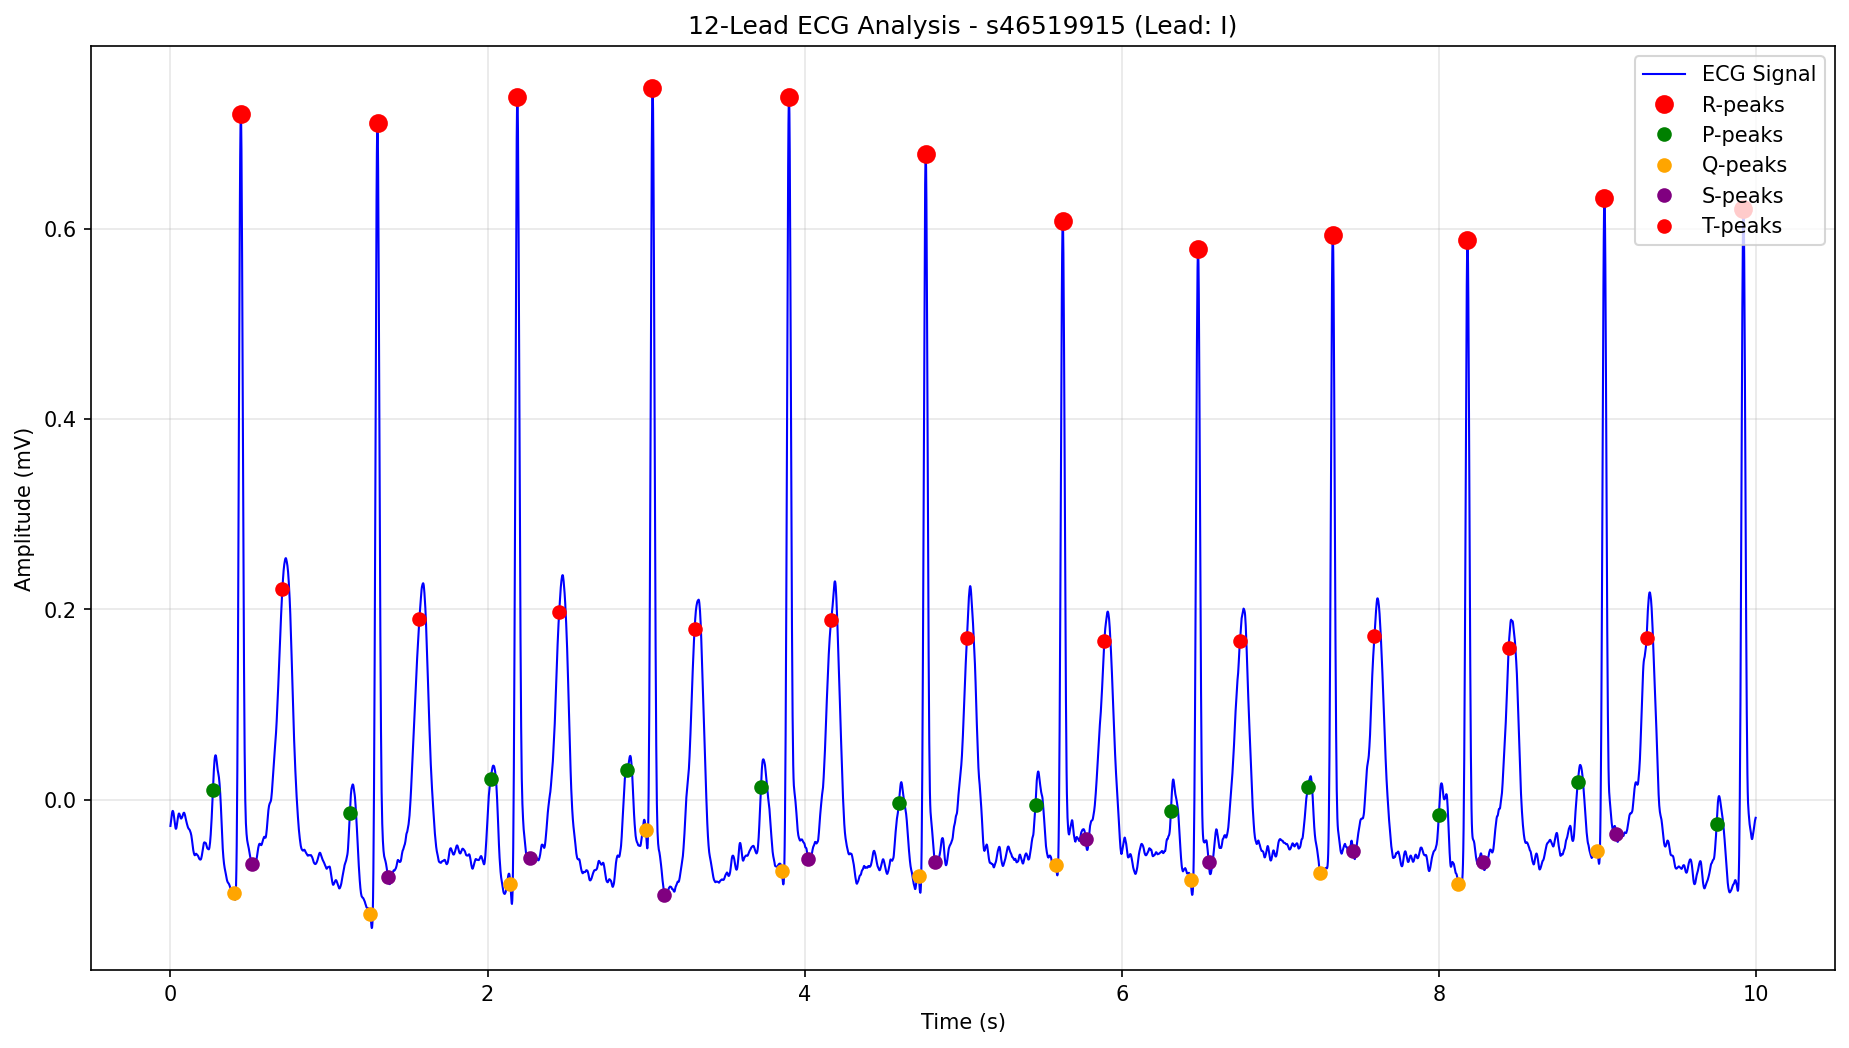 12-Lead ECG Analysis - s46519915 (Lead: I)
ECG Signal
R-peaks
P-peaks
Q-peaks
S-peaks
T-peaks
Amplitude (mV)
0.6
0.4
0.2
0.0
0 2 4 6 8 10
Time (s)